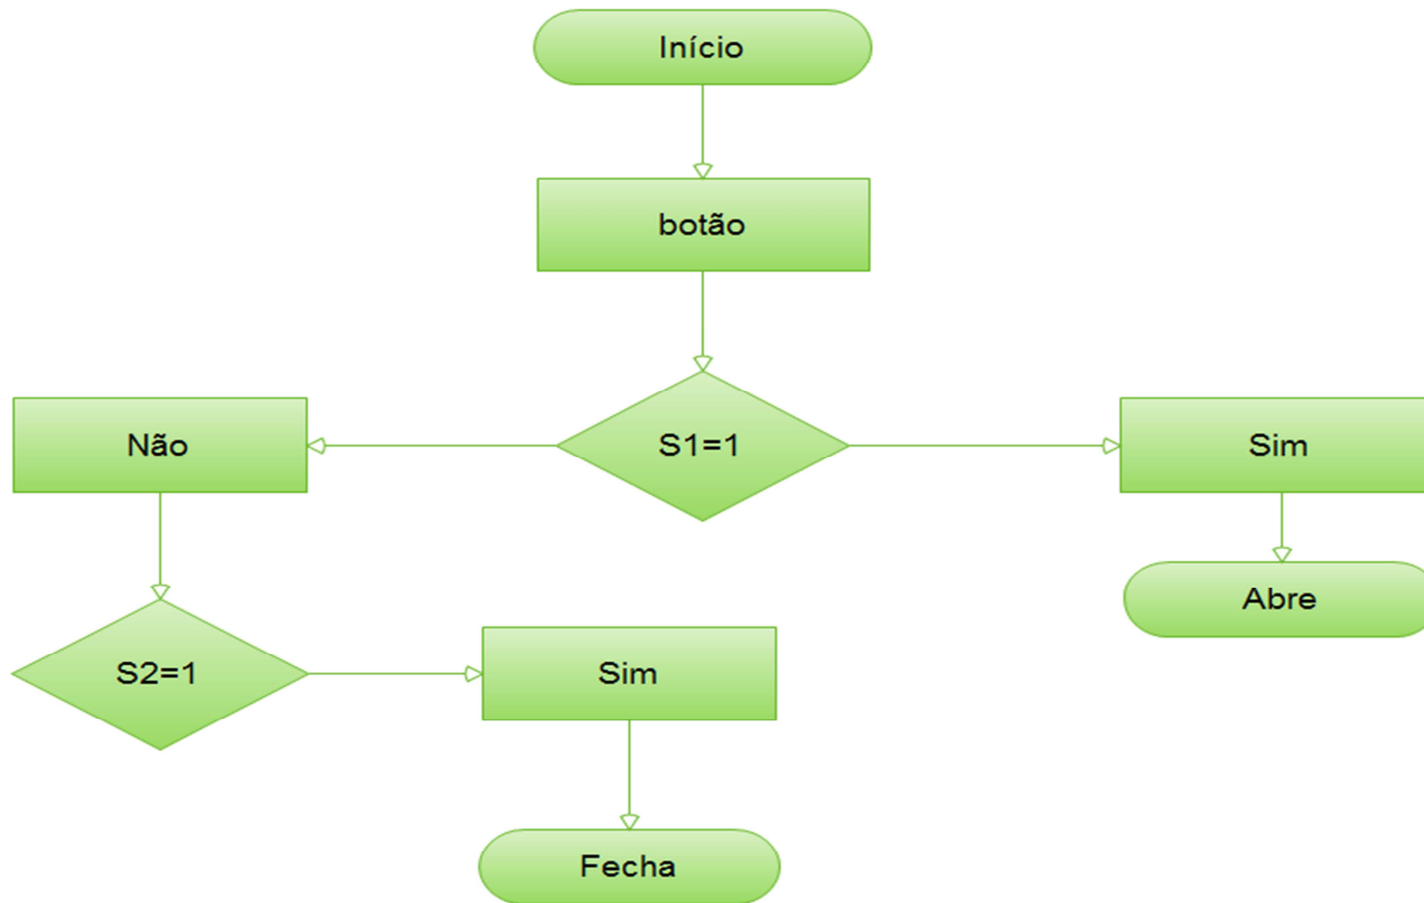 Início
botão
Não
S1=1
Sim
Abre
S2=1
Sim
Fecha